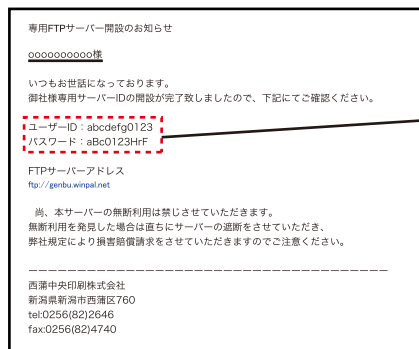 専用FTPサーバー開設のお知らせ
oooooooooo様
いつもお世話になっております。
御社様専用サーバーIDの開設が完了致しましたので、下記にてご確認ください。
ユーザーID：abcdefg0123
パスワード：aBc0123HrF
FTPサーバーアドレス
ftp://genbu.winpal.net
尚、本サーバーの無断利用は禁じさせていただきます。
無断利用を発見した場合は直ちにサーバーの遮断をさせていただき、
弊社規定により損害賠償請求をさせていただきますのでご注意ください。
西蒲中央印刷株式会社
新潟県新潟市西蒲区760
tel:0256(82)2646
fax:0256(82)4740